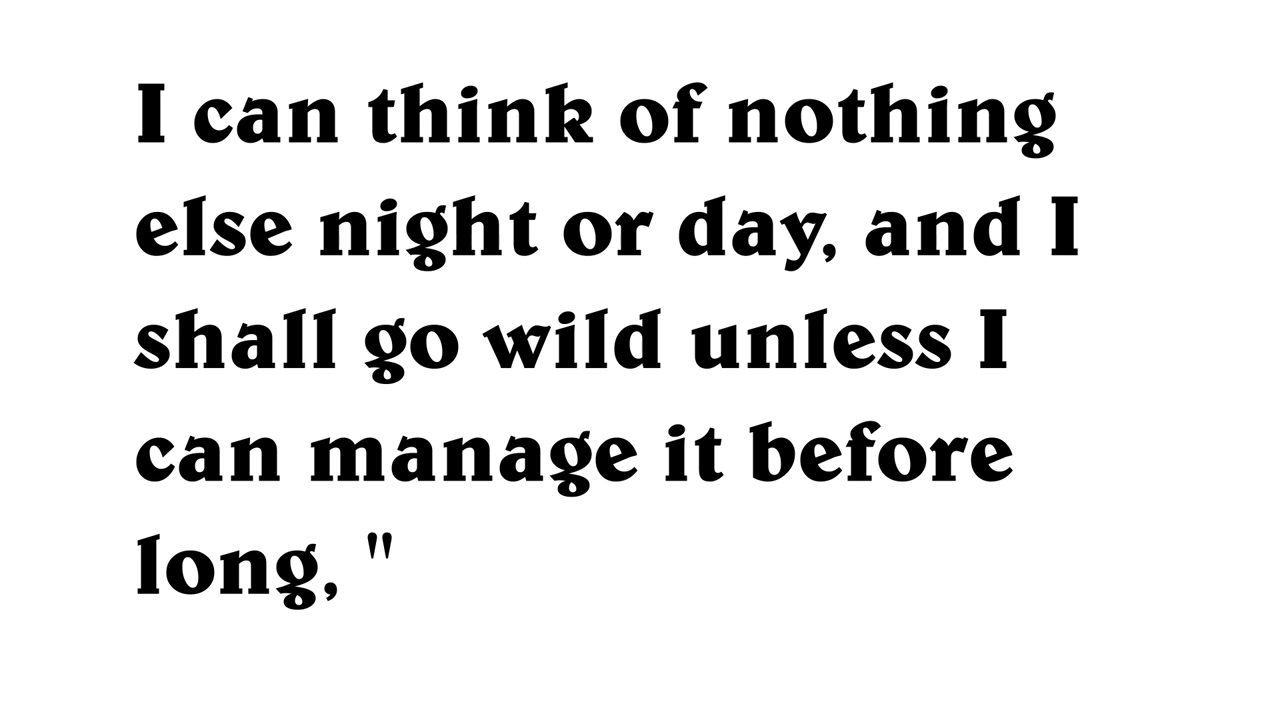 I can think of nothing
else night or day, and I
shall go wild unless I
can manage it before
long, "